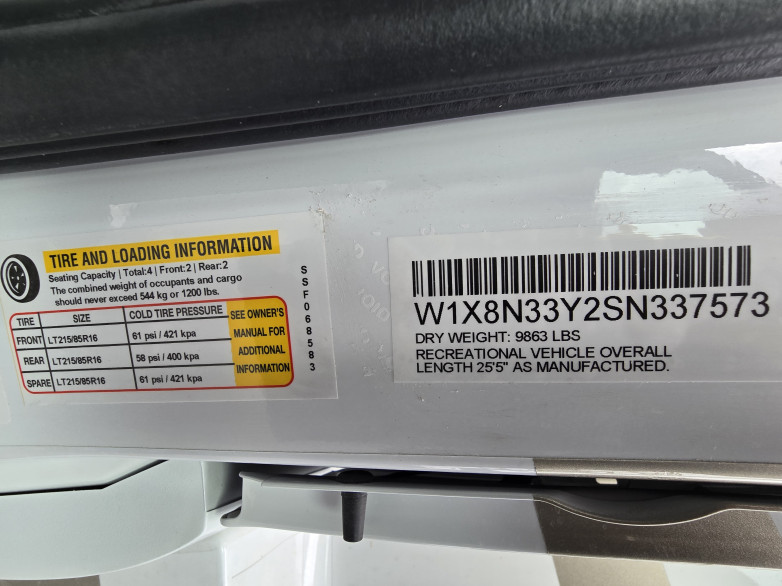 TIRE AND LOADING INFORMATION
Seating Capacity | Total:4 | Front:2 | Rear:2
The combined weight of occupants and cargo
should never exceed 544 kg or 1200 lbs.
TIRE SIZE COLD TIRE PRESSURE
FRONT LT215/85R16 61 psi / 421 kpa
REAR LT215/85R16 58 psi / 400 kpa
SPARE LT215/85R16 61 psi / 421 kpa
SEE OWNER'S
MANUAL FOR
ADDITIONAL
INFORMATION
SSF068583
W1X8N33Y2SN337573
DRY WEIGHT: 9863 LBS
RECREATIONAL VEHICLE OVERALL
LENGTH 25'5" AS MANUFACTURED.